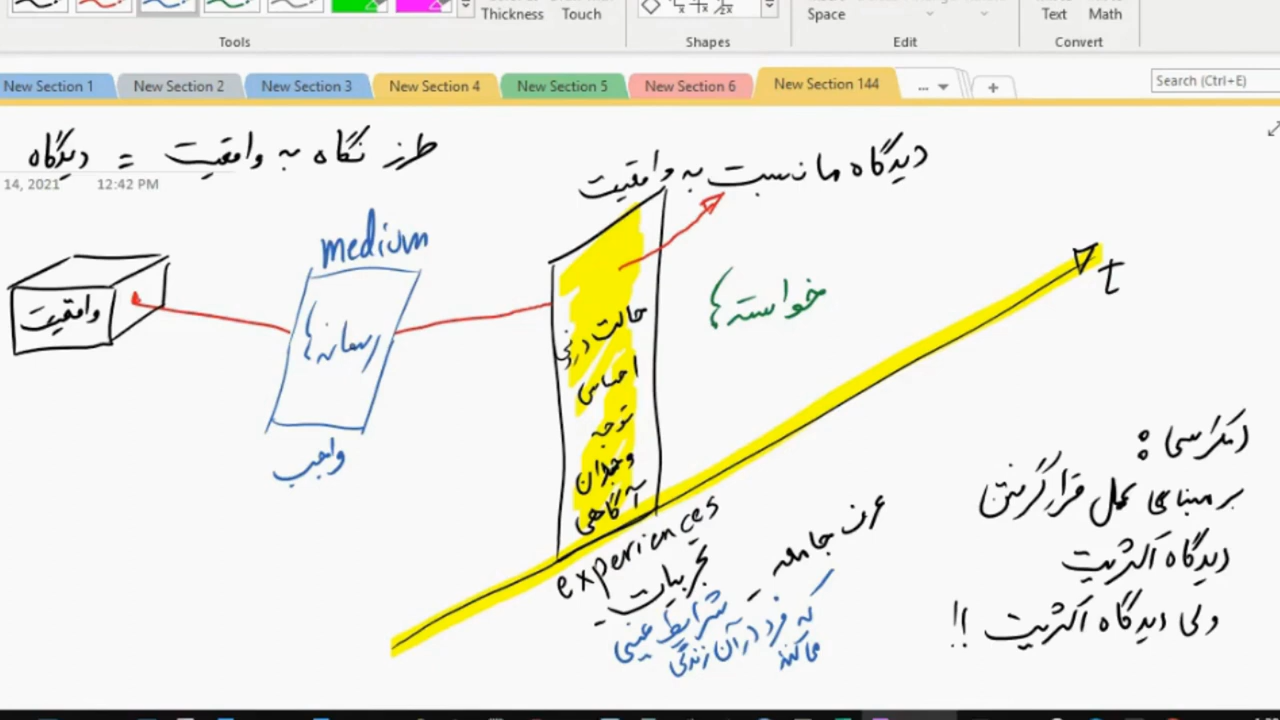 Thickness
Touch
Space
Text
Math
Tools
Shapes
Edit
Convert
New Section 1
New Section 2
New Section 3
New Section 4
New Section 5
New Section 6
New Section 144
...
Search (Ctrl+E)
طرز نگاه به واقعیت = دیدگاه
14, 2021 12:42 PM
دیدگاه ما نسبت به واقعیت
medium
واقعیت
رسانه ها
واجب
خواسته ها
t
حالت درونی
احساس
توجه
وجدان
آگاهی
experiences
تجربیات
عرف جامعه
شرایط عینی
که فرد در آن زندگی
می کند
دمکراسی :
بر مبنای عمل قرار گرفتن
دیدگاه اکثریت
ولی دیدگاه اکثریت !!